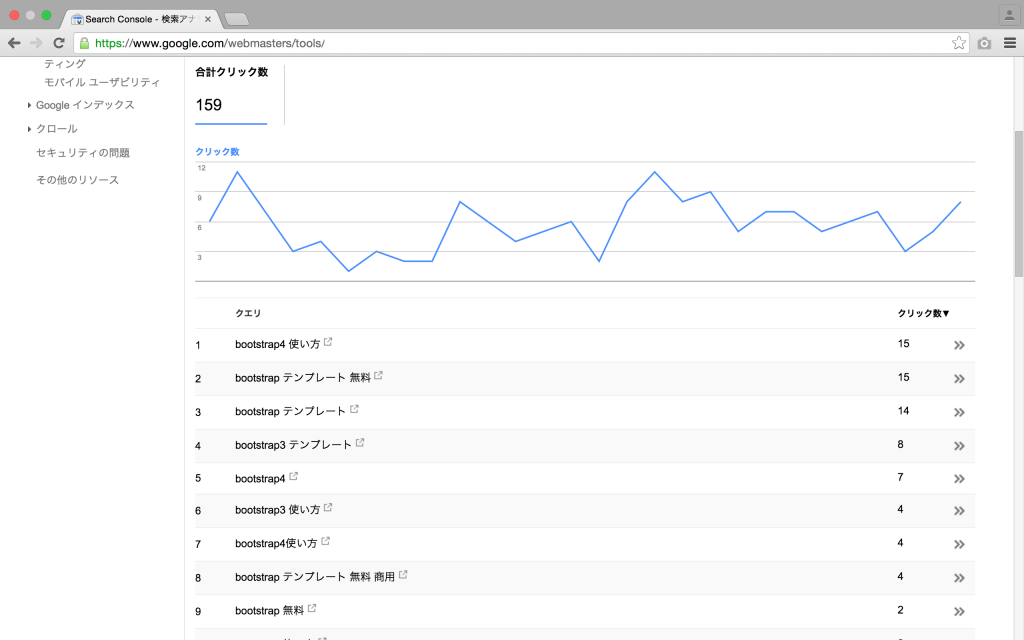 Search Console - 検索アナ
https://www.google.com/webmasters/tools/
ティング
モバイル ユーザビリティ
Google インデックス
クロール
セキュリティの問題
その他のリソース
合計クリック数
159
クリック数
12
9
6
3
クエリ クリック数▼
1 bootstrap4 使い方 15
2 bootstrap テンプレート 無料 15
3 bootstrap テンプレート 14
4 bootstrap3 テンプレート 8
5 bootstrap4 7
6 bootstrap3 使い方 4
7 bootstrap4使い方 4
8 bootstrap テンプレート 無料 商用 4
9 bootstrap 無料 2